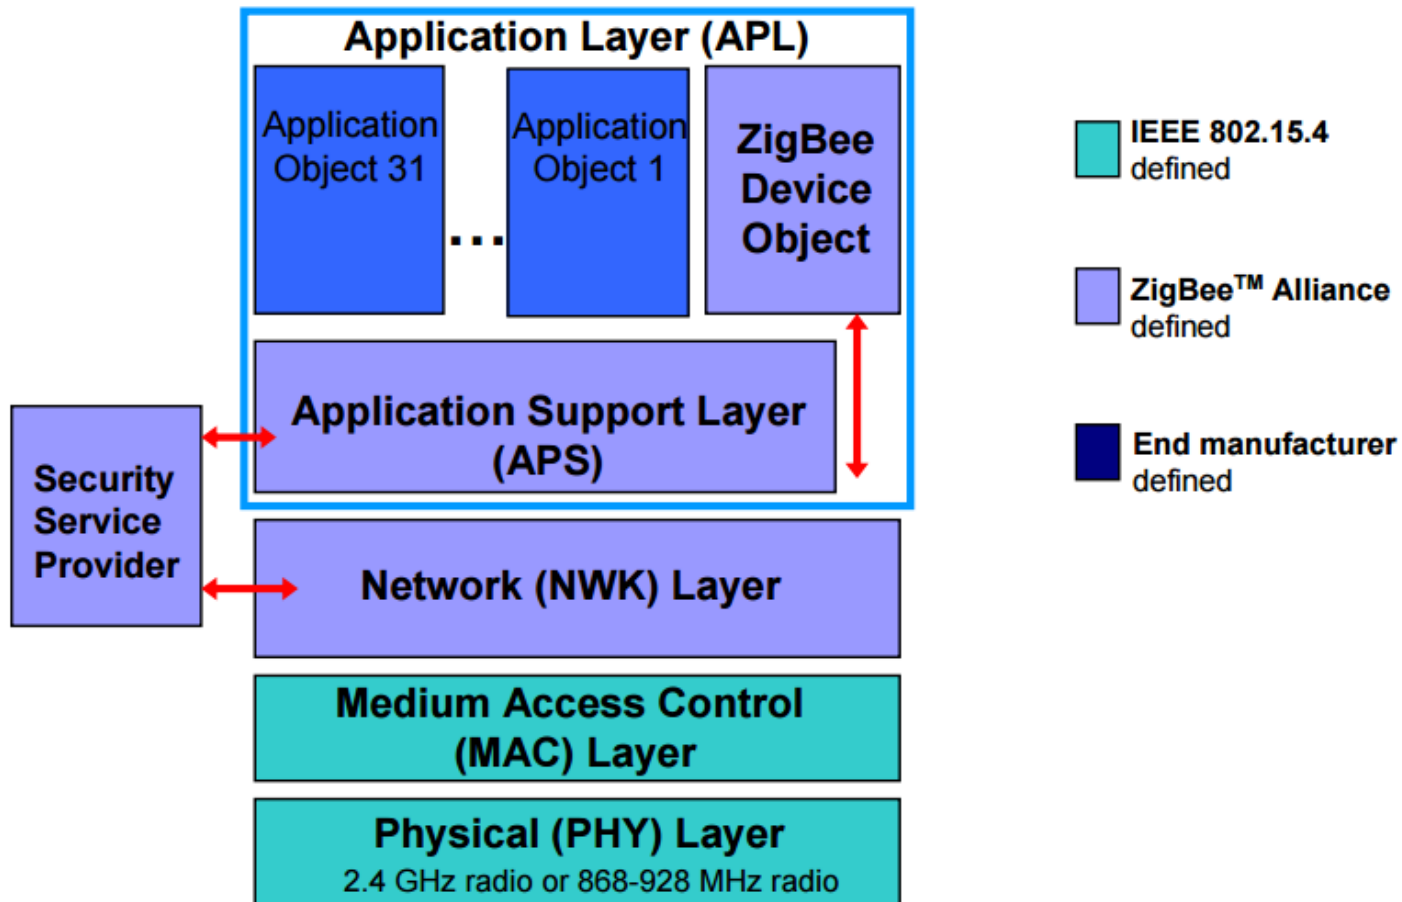 Application Layer (APL)
Application
Object 31
...
Application
Object 1
ZigBee
Device
Object
Application Support Layer
(APS)
Security
Service
Provider
Network (NWK) Layer
Medium Access Control
(MAC) Layer
Physical (PHY) Layer
2.4 GHz radio or 868-928 MHz radio
IEEE 802.15.4
defined
ZigBee™ Alliance
defined
End manufacturer
defined